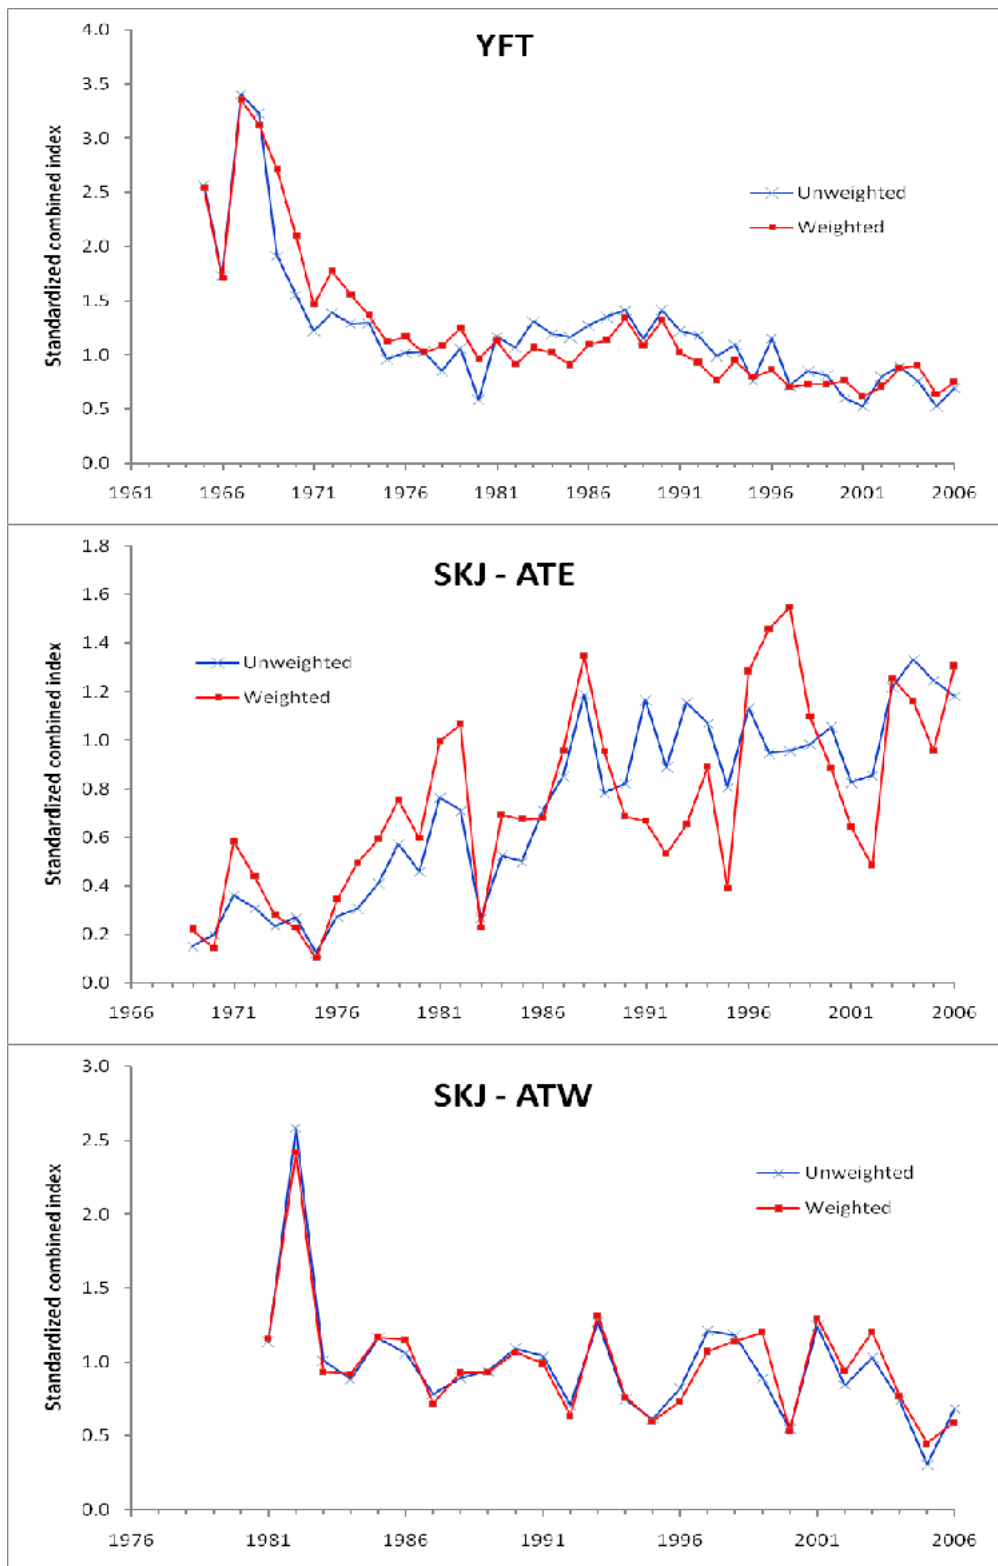 YFT
Standardized combined index
4.0
3.5
3.0
2.5
2.0
1.5
1.0
0.5
0.0
Unweighted
Weighted
1961 1966 1971 1976 1981 1986 1991 1996 2001 2006
SKJ - ATE
Standardized combined index
1.8
1.6
1.4
1.2
1.0
0.8
0.6
0.4
0.2
0.0
Unweighted
Weighted
1966 1971 1976 1981 1986 1991 1996 2001 2006
SKJ - ATW
Standardized combined index
3.0
2.5
2.0
1.5
1.0
0.5
0.0
Unweighted
Weighted
1976 1981 1986 1991 1996 2001 2006